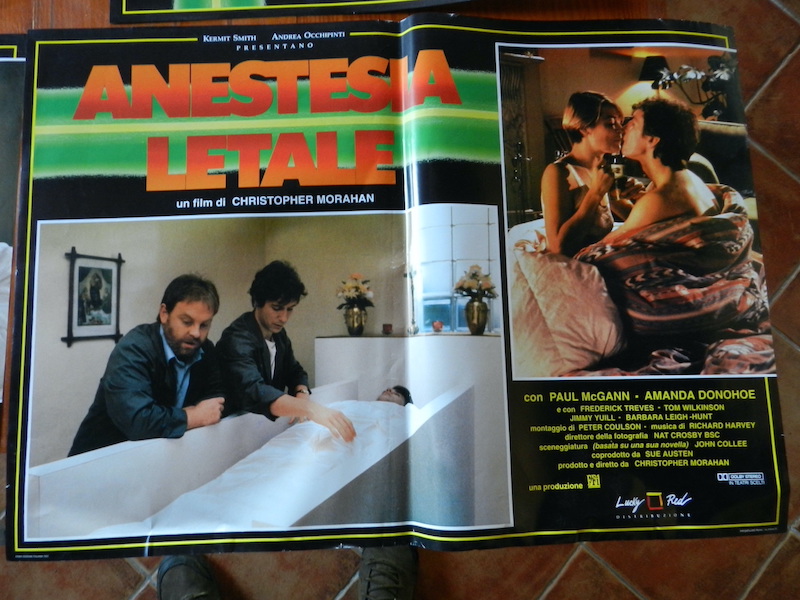 KERMIT SMITH ANDREA OCCHIPINTI
PRESENTANO
ANESTESIA
LETALE
un film di CHRISTOPHER MORAHAN
con PAUL McGANN · AMANDA DONOHOE
e con FREDERICK TREVES · TOM WILKINSON
JIMMY YUILL · BARBARA LEIGH-HUNT
montaggio di PETER COULSON · musica di RICHARD HARVEY
direttore della fotografia NAT CROSBY BSC
sceneggiatura (basata su una sua novella) JOHN COLLEE
coprodotto da SUE AUSTEN
prodotto e diretto da CHRISTOPHER MORAHAN
una produzione
DOLBY STEREO
IN TEATRI SCELTI
Lucky Red
DISTRIBUZIONE